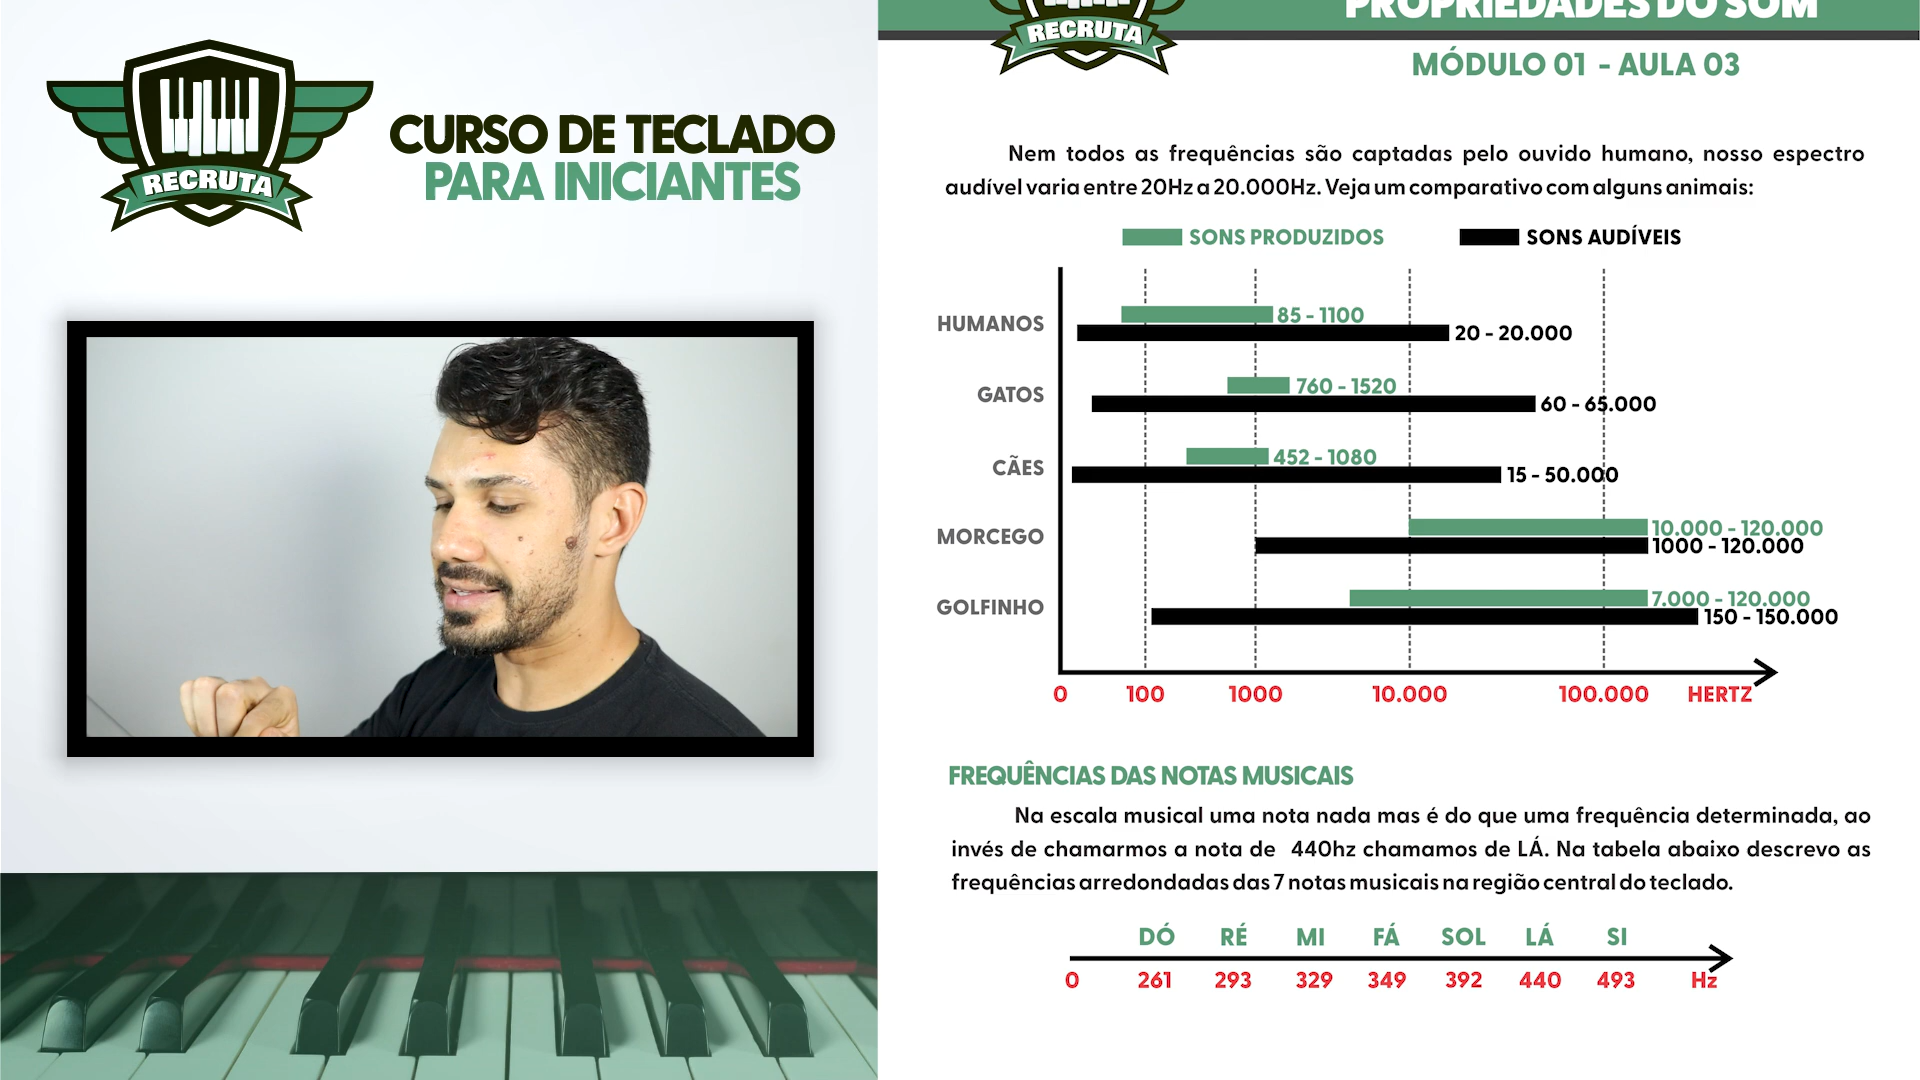 RECRUTA
CURSO DE TECLADO
PARA INICIANTES
RECRUTA
PROPRIEDADES DO SOM
MÓDULO 01 - AULA 03
Nem todos as frequências são captadas pelo ouvido humano, nosso espectro
audível varia entre 20Hz a 20.000Hz. Veja um comparativo com alguns animais:
SONS PRODUZIDOS SONS AUDÍVEIS
HUMANOS
85 - 1100
20 - 20.000
GATOS
760 - 1520
60 - 65.000
CÃES
452 - 1080
15 - 50.000
MORCEGO
10.000 - 120.000
1000 - 120.000
GOLFINHO
7.000 - 120.000
150 - 150.000
0 100 1000 10.000 100.000 HERTZ
FREQUÊNCIAS DAS NOTAS MUSICAIS
Na escala musical uma nota nada mas é do que uma frequência determinada, ao
invés de chamarmos a nota de 440hz chamamos de LÁ. Na tabela abaixo descrevo as
frequências arredondadas das 7 notas musicais na região central do teclado.
DÓ RÉ MI FÁ SOL LÁ SI
0 261 293 329 349 392 440 493 Hz